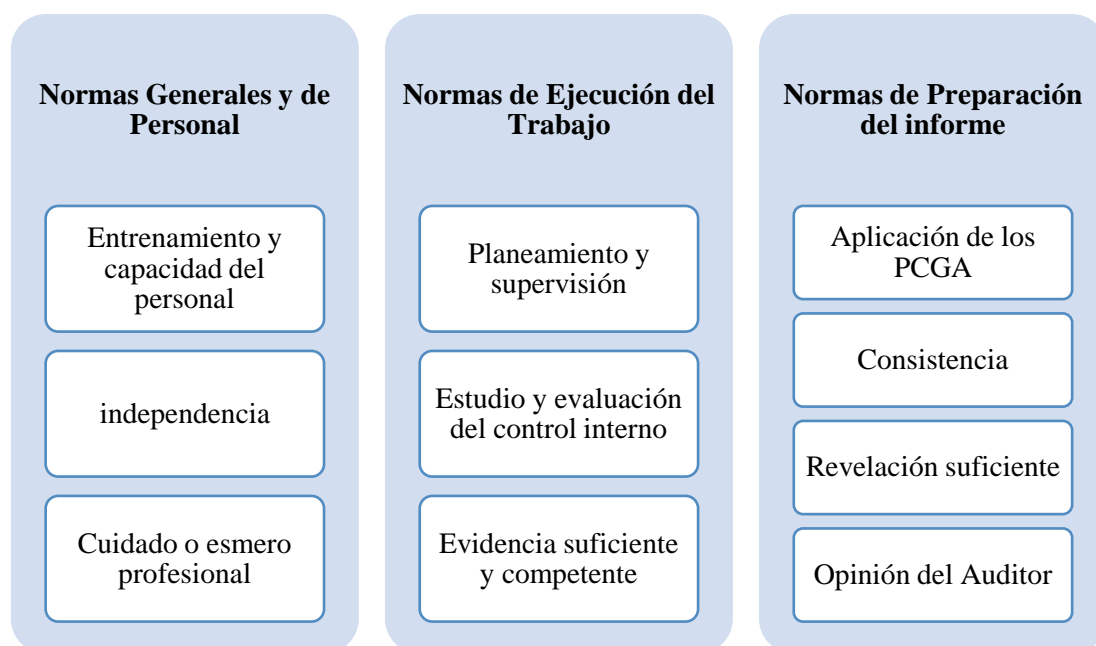 Normas Generales y de
Personal
Entrenamiento y
capacidad del
personal
independencia
Cuidado o esmero
profesional
Normas de Ejecución del
Trabajo
Planeamiento y
supervisión
Estudio y evaluación
del control interno
Evidencia suficiente
y competente
Normas de Preparación
del informe
Aplicación de los
PCGA
Consistencia
Revelación suficiente
Opinión del Auditor